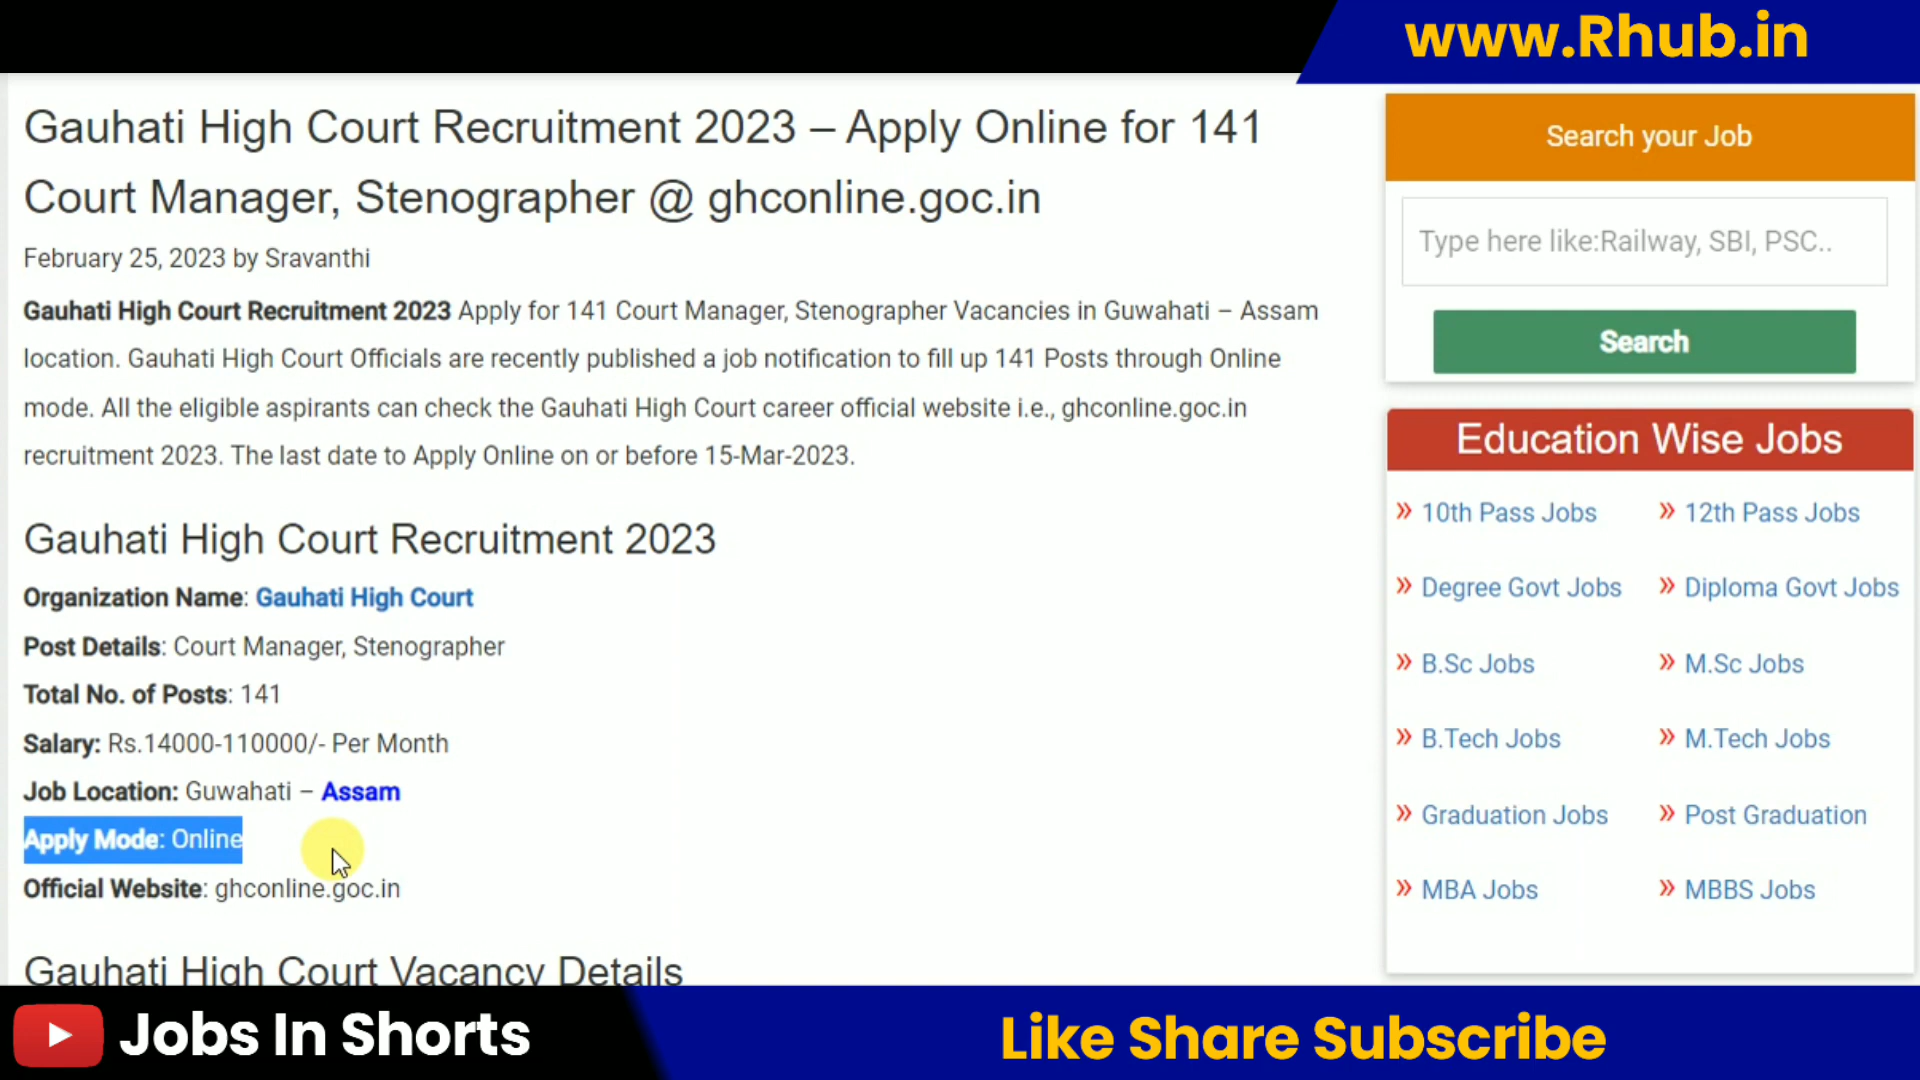 www.Rhub.in
Gauhati High Court Recruitment 2023 – Apply Online for 141
Court Manager, Stenographer @ ghconline.goc.in
February 25, 2023 by Sravanthi
Gauhati High Court Recruitment 2023 Apply for 141 Court Manager, Stenographer Vacancies in Guwahati – Assam
location. Gauhati High Court Officials are recently published a job notification to fill up 141 Posts through Online
mode. All the eligible aspirants can check the Gauhati High Court career official website i.e., ghconline.goc.in
recruitment 2023. The last date to Apply Online on or before 15-Mar-2023.
Gauhati High Court Recruitment 2023
Organization Name: Gauhati High Court
Post Details: Court Manager, Stenographer
Total No. of Posts: 141
Salary: Rs.14000-110000/- Per Month
Job Location: Guwahati – Assam
Apply Mode: Online
Official Website: ghconline.goc.in
Gauhati High Court Vacancy Details
Search your Job
Type here like:Railway, SBI, PSC..
Search
Education Wise Jobs
» 10th Pass Jobs » 12th Pass Jobs
» Degree Govt Jobs » Diploma Govt Jobs
» B.Sc Jobs » M.Sc Jobs
» B.Tech Jobs » M.Tech Jobs
» Graduation Jobs » Post Graduation
» MBA Jobs » MBBS Jobs
Jobs In Shorts
Like Share Subscribe